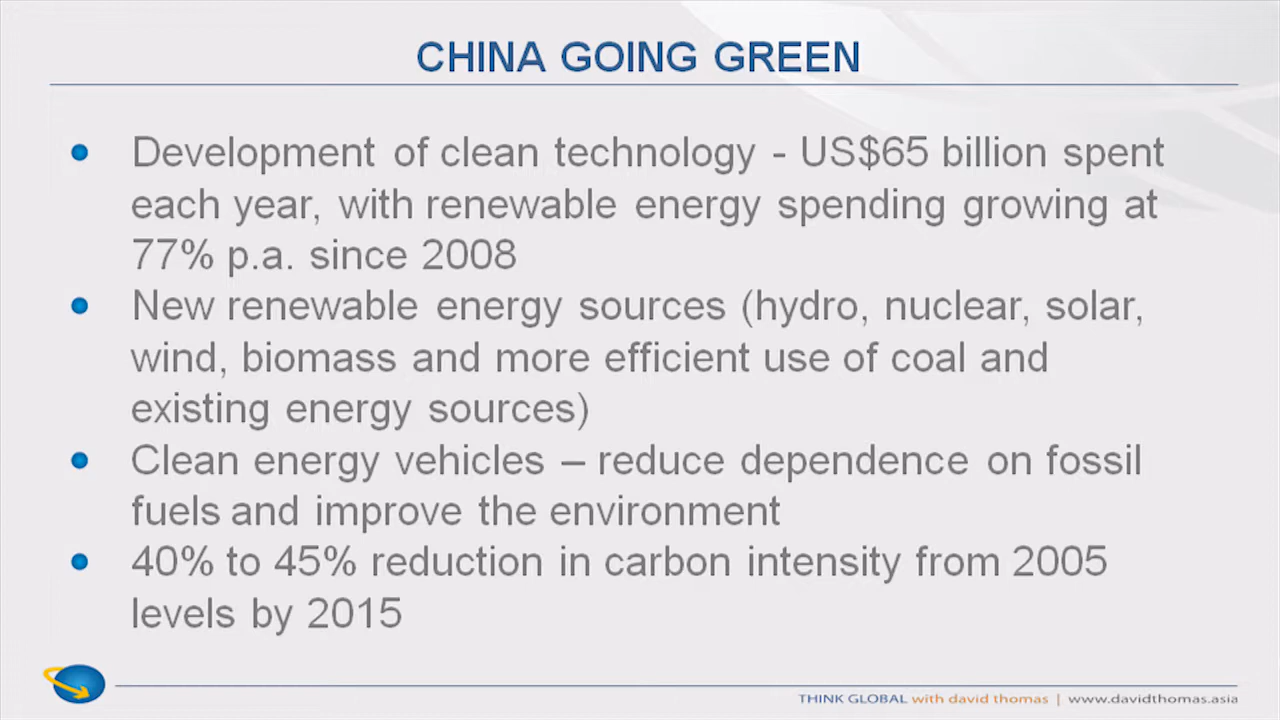 CHINA GOING GREEN
• Development of clean technology - US$65 billion spent
each year, with renewable energy spending growing at
77% p.a. since 2008
• New renewable energy sources (hydro, nuclear, solar,
wind, biomass and more efficient use of coal and
existing energy sources)
• Clean energy vehicles – reduce dependence on fossil
fuels and improve the environment
• 40% to 45% reduction in carbon intensity from 2005
levels by 2015
THINK GLOBAL with david thomas | www.davidthomas.asia